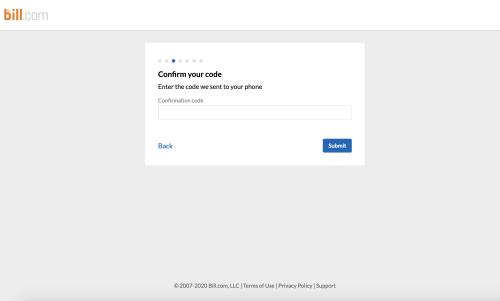 bill.com
Confirm your code
Enter the code we sent to your phone
Confirmation code
Back
Submit
© 2007-2020 Bill.com, LLC | Terms of Use | Privacy Policy | Support